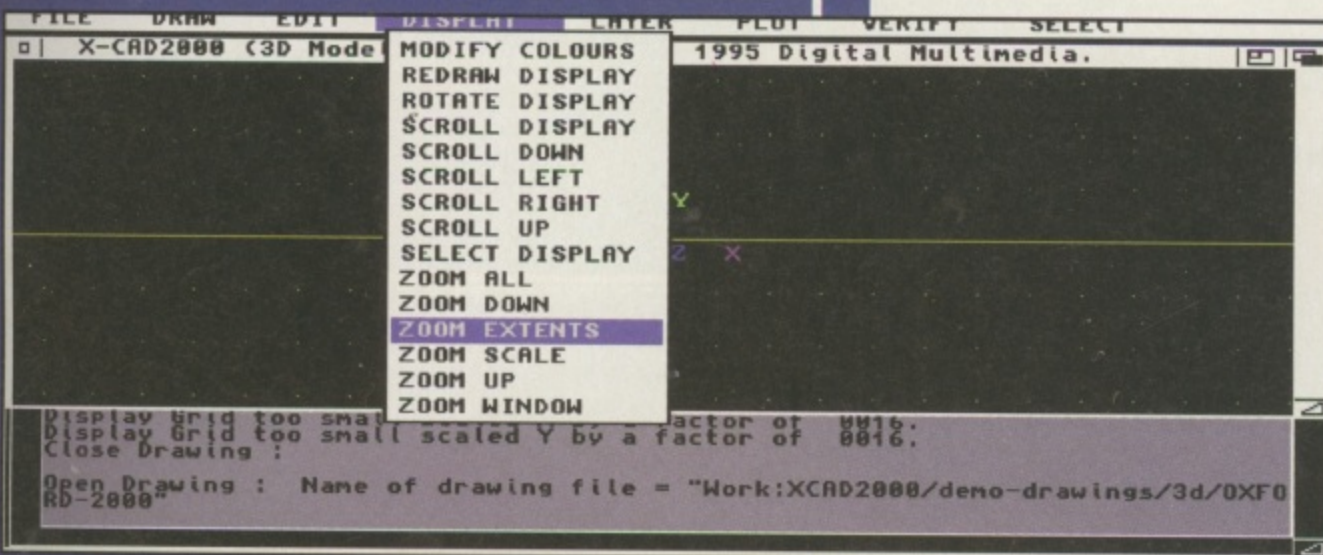 FILE DRAW EDIT DISPLAY LAYER PLOT VERIFY SELECT
X-CAD2000 (3D Model 1995 Digital Multimedia.
MODIFY COLOURS
REDRAW DISPLAY
ROTATE DISPLAY
SCROLL DISPLAY
SCROLL DOWN
SCROLL LEFT
SCROLL RIGHT
SCROLL UP
SELECT DISPLAY
ZOOM ALL
ZOOM DOWN
ZOOM EXTENTS
ZOOM SCALE
ZOOM UP
ZOOM WINDOW
Y
Z X
Display Grid too small factor of 0016.
Display Grid too small scaled Y by a factor of 0016.
Close Drawing :
Open Drawing : Name of drawing file = "Work:XCAD2000/demo-drawings/3d/OXFO
RD-2000"